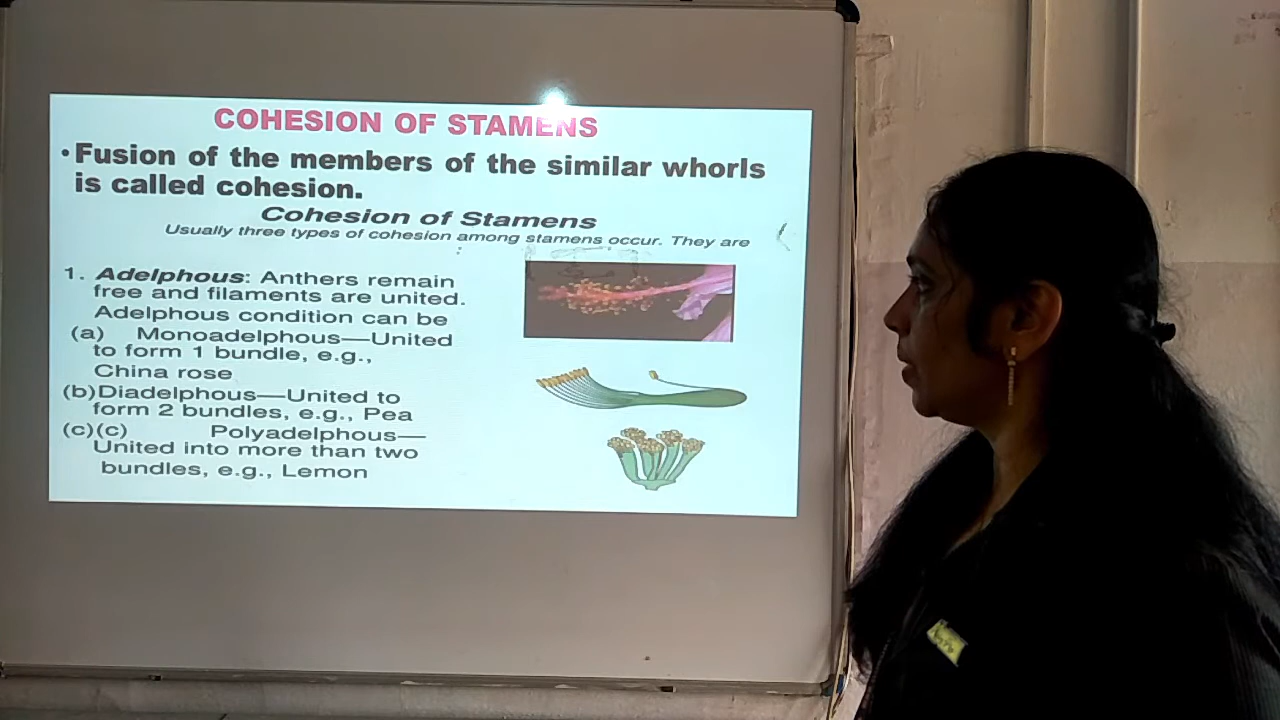 COHESION OF STAMENS
•Fusion of the members of the similar whorls
is called cohesion.
Cohesion of Stamens
Usually three types of cohesion among stamens occur. They are
1. Adelphous: Anthers remain
free and filaments are united.
Adelphous condition can be
(a) Monoadelphous—United
to form 1 bundle, e.g.,
China rose
(b)Diadelphous—United to
form 2 bundles, e.g., Pea
(c)(c) Polyadelphous—
United into more than two
bundles, e.g., Lemon